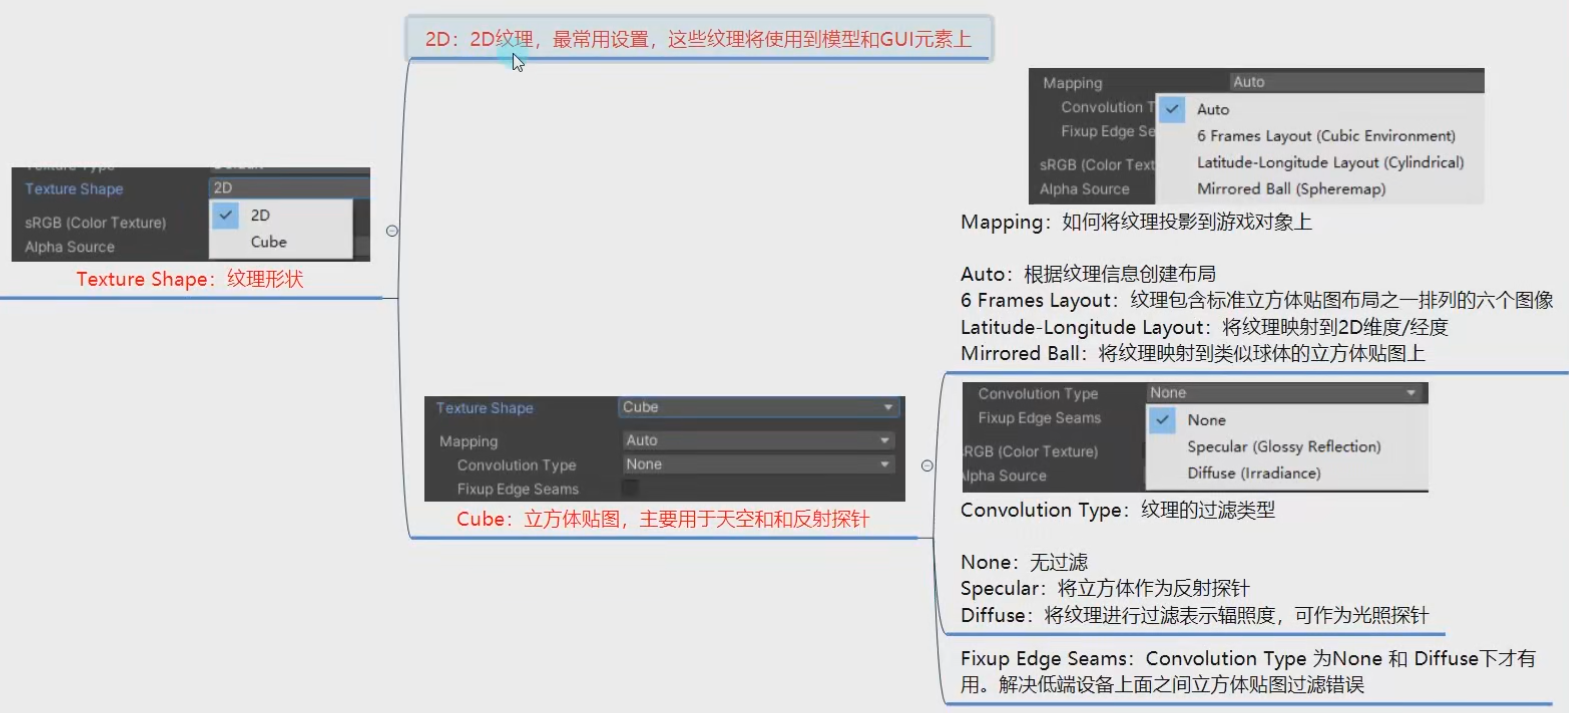 2D：2D纹理，最常用设置，这些纹理将使用到模型和GUI元素上
Texture Shape
2D
sRGB (Color Texture)
Alpha Source
2D
Cube
Texture Shape：纹理形状
Texture Shape
Cube
Mapping
Auto
Convolution Type
None
Fixup Edge Seams
Cube：立方体贴图，主要用于天空和和反射探针
Mapping
Auto
Convolution T
Fixup Edge Se
sRGB (Color Text
Alpha Source
Auto
6 Frames Layout (Cubic Environment)
Latitude-Longitude Layout (Cylindrical)
Mirrored Ball (Spheremap)
Mapping：如何将纹理投影到游戏对象上
Auto：根据纹理信息创建布局
6 Frames Layout：纹理包含标准立方体贴图布局之一排列的六个图像
Latitude-Longitude Layout：将纹理映射到2D维度/经度
Mirrored Ball：将纹理映射到类似球体的立方体贴图上
Convolution Type
None
Fixup Edge Seams
RGB (Color Texture)
lpha Source
None
Specular (Glossy Reflection)
Diffuse (Irradiance)
Convolution Type：纹理的过滤类型
None：无过滤
Specular：将立方体作为反射探针
Diffuse：将纹理进行过滤表示辐照度，可作为光照探针
Fixup Edge Seams：Convolution Type 为None 和 Diffuse下才有
用。解决低端设备上面之间立方体贴图过滤错误